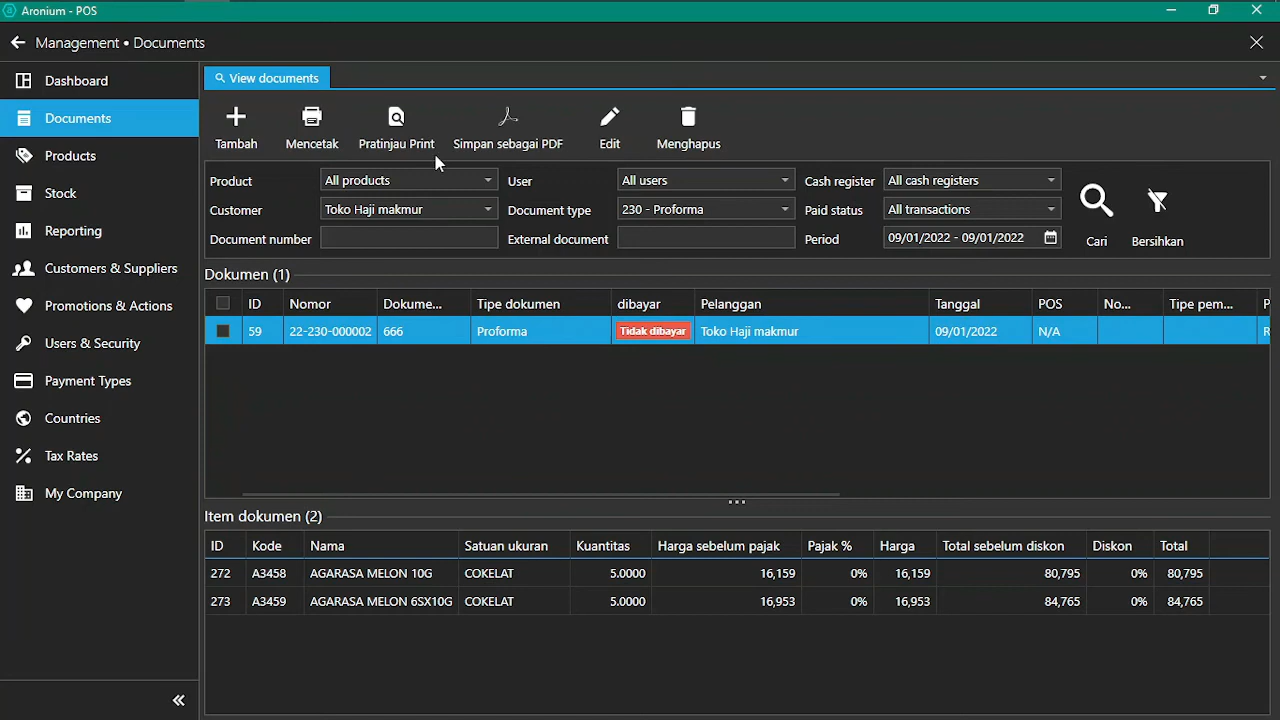 Aronium - POS
Management • Documents
Dashboard
Documents
Products
Stock
Reporting
Customers & Suppliers
Promotions & Actions
Users & Security
Payment Types
Countries
Tax Rates
My Company
View documents
Tambah Mencetak Pratinjau Print Simpan sebagai PDF Edit Menghapus
Product All products User All users Cash register All cash registers
Customer Toko Haji makmur Document type 230 - Proforma Paid status All transactions
Document number External document Period 09/01/2022 - 09/01/2022 Cari Bersihkan
Dokumen (1)
ID Nomor Dokume... Tipe dokumen dibayar Pelanggan Tanggal POS No... Tipe pem... P
59 22-230-000002 666 Proforma Tidak dibayar Toko Haji makmur 09/01/2022 N/A R
Item dokumen (2)
ID Kode Nama Satuan ukuran Kuantitas Harga sebelum pajak Pajak % Harga Total sebelum diskon Diskon Total
272 A3458 AGARASA MELON 10G COKELAT 5.0000 16,159 0% 16,159 80,795 0% 80,795
273 A3459 AGARASA MELON 6SX10G COKELAT 5.0000 16,953 0% 16,953 84,765 0% 84,765